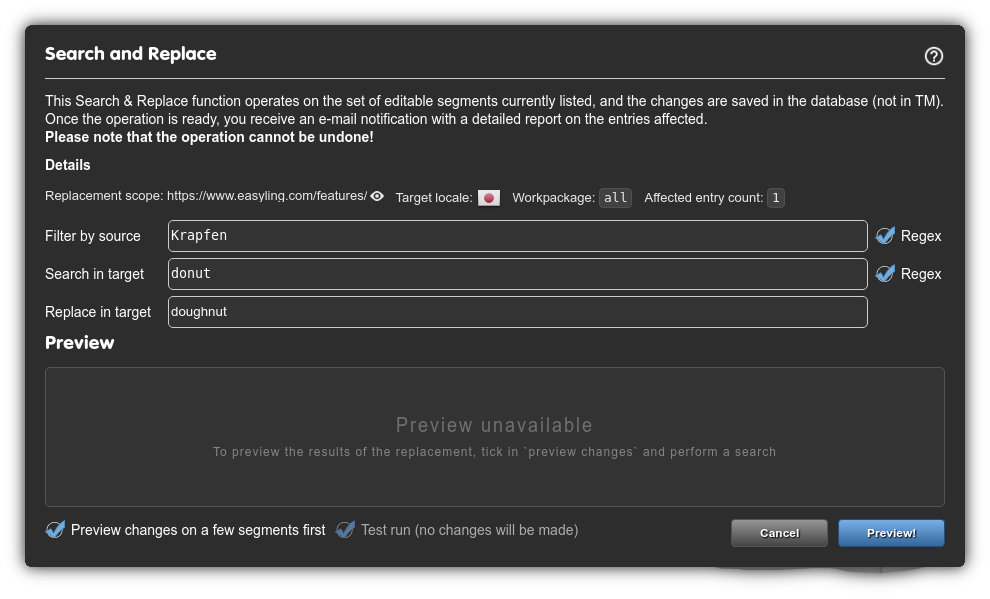 Search and Replace
This Search & Replace function operates on the set of editable segments currently listed, and the changes are saved in the database (not in TM).
Once the operation is ready, you receive an e-mail notification with a detailed report on the entries affected.
Please note that the operation cannot be undone!
Details
Replacement scope: https://www.easyling.com/features/ Target locale: Workpackage: all Affected entry count: 1
Filter by source Krapfen Regex
Search in target donut Regex
Replace in target doughnut
Preview
Preview unavailable
To preview the results of the replacement, tick in `preview changes` and perform a search
Preview changes on a few segments first Test run (no changes will be made) Cancel Preview!